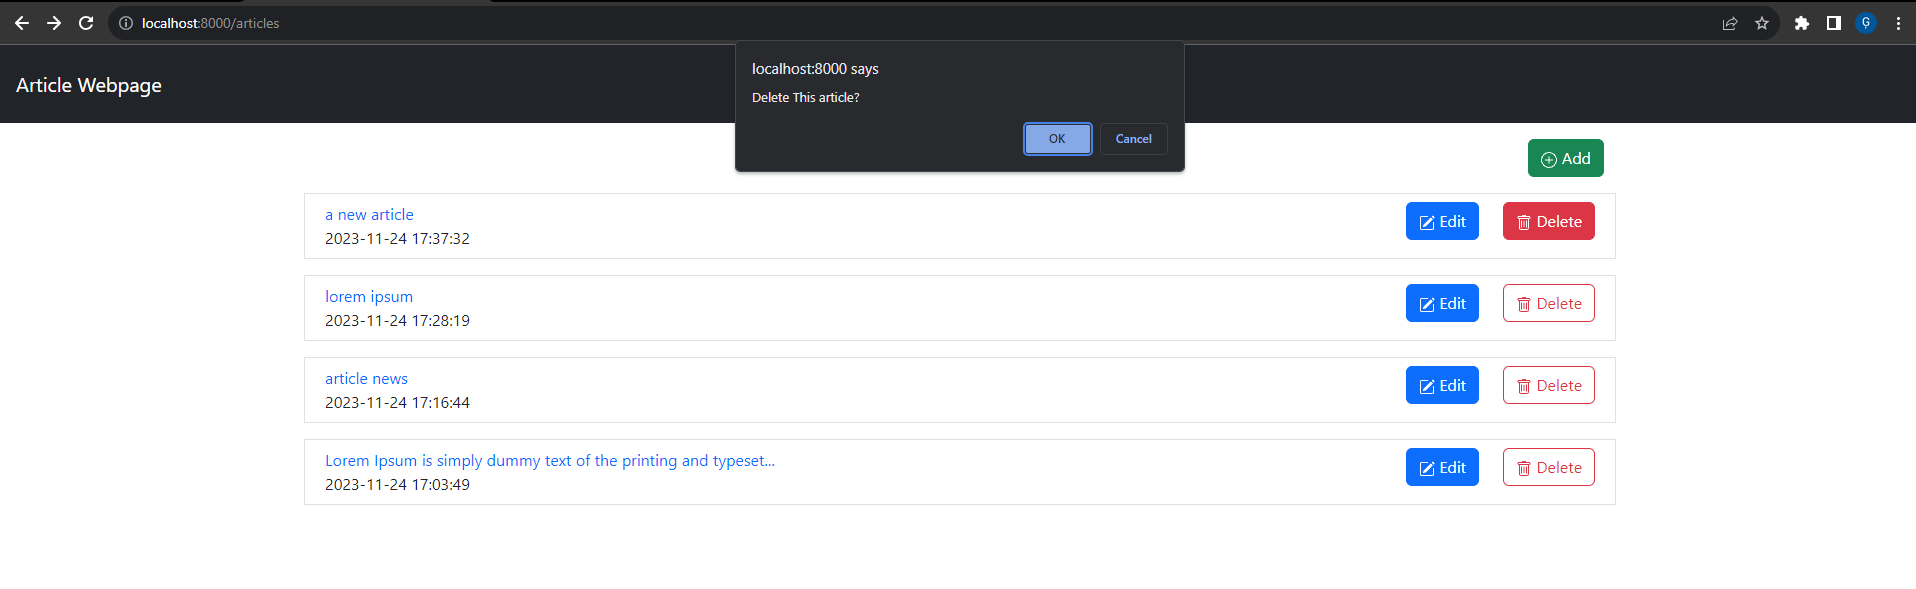 localhost:8000/articles
G
Article Webpage
localhost:8000 says
Delete This article?
OK
Cancel
Add
a new article
2023-11-24 17:37:32
Edit
Delete
lorem ipsum
2023-11-24 17:28:19
Edit
Delete
article news
2023-11-24 17:16:44
Edit
Delete
Lorem Ipsum is simply dummy text of the printing and typeset...
2023-11-24 17:03:49
Edit
Delete